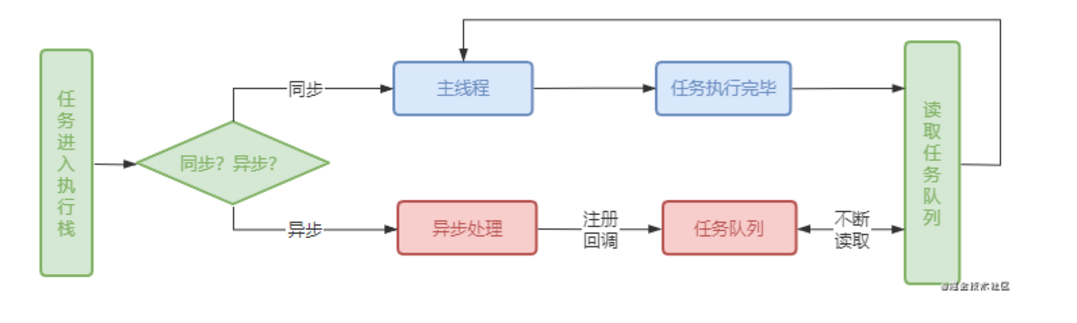 任务进入执行栈
同步？异步？
同步
主线程
任务执行完毕
读取任务队列
异步
异步处理
注册
回调
任务队列
不断
读取
@掘金技术社区